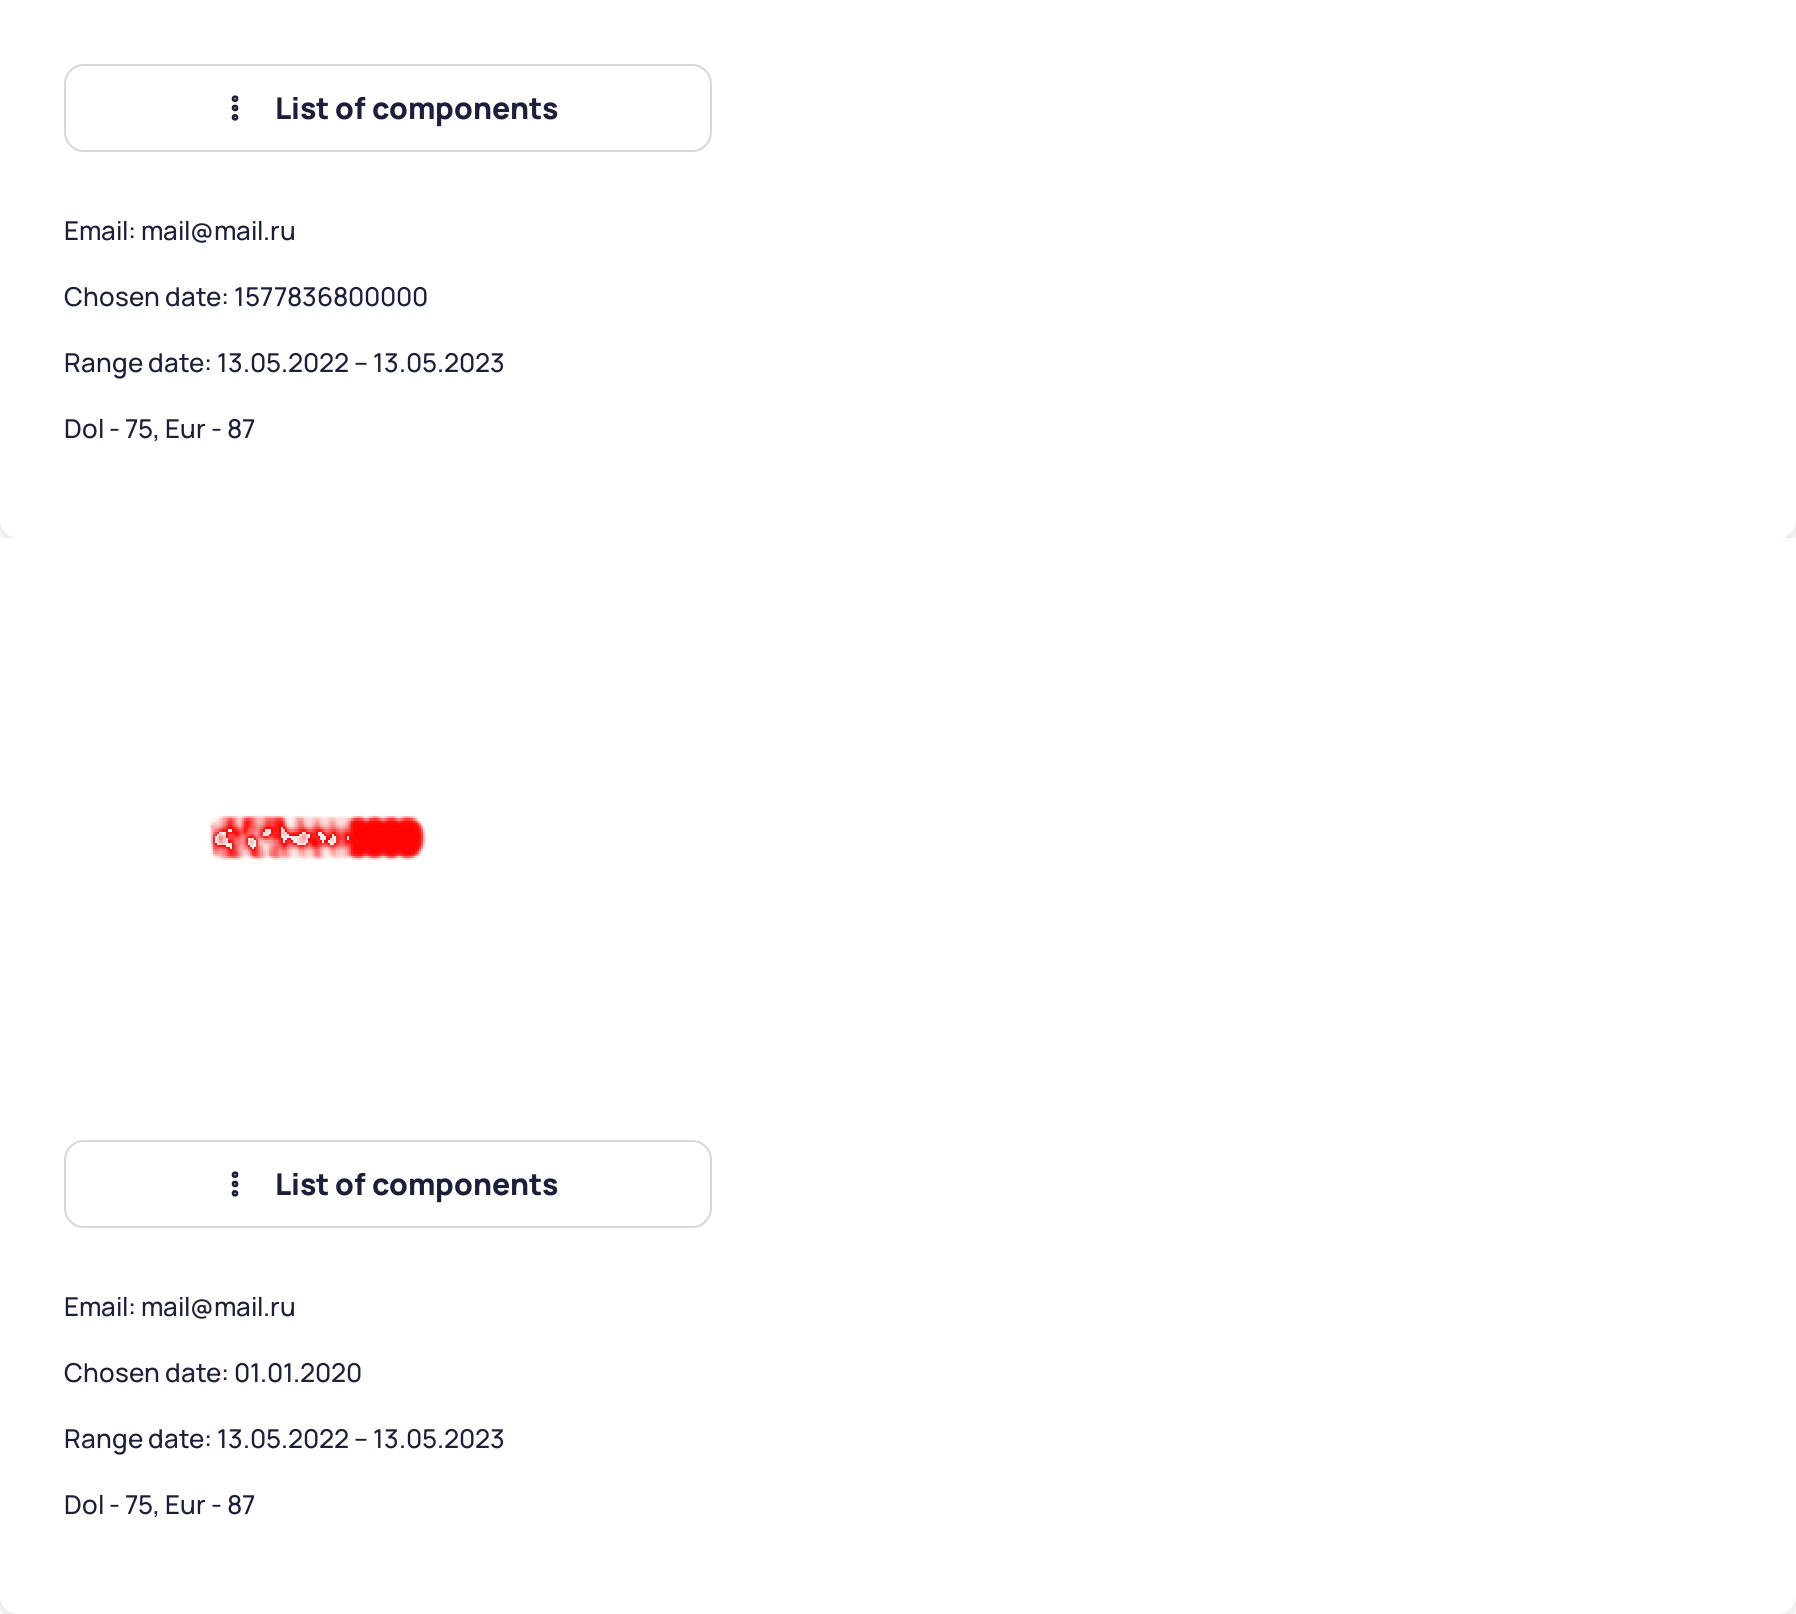 List of components
Email: mail@mail.ru
Chosen date: 1577836800000
Range date: 13.05.2022 – 13.05.2023
Dol - 75, Eur - 87
List of components
Email: mail@mail.ru
Chosen date: 01.01.2020
Range date: 13.05.2022 – 13.05.2023
Dol - 75, Eur - 87